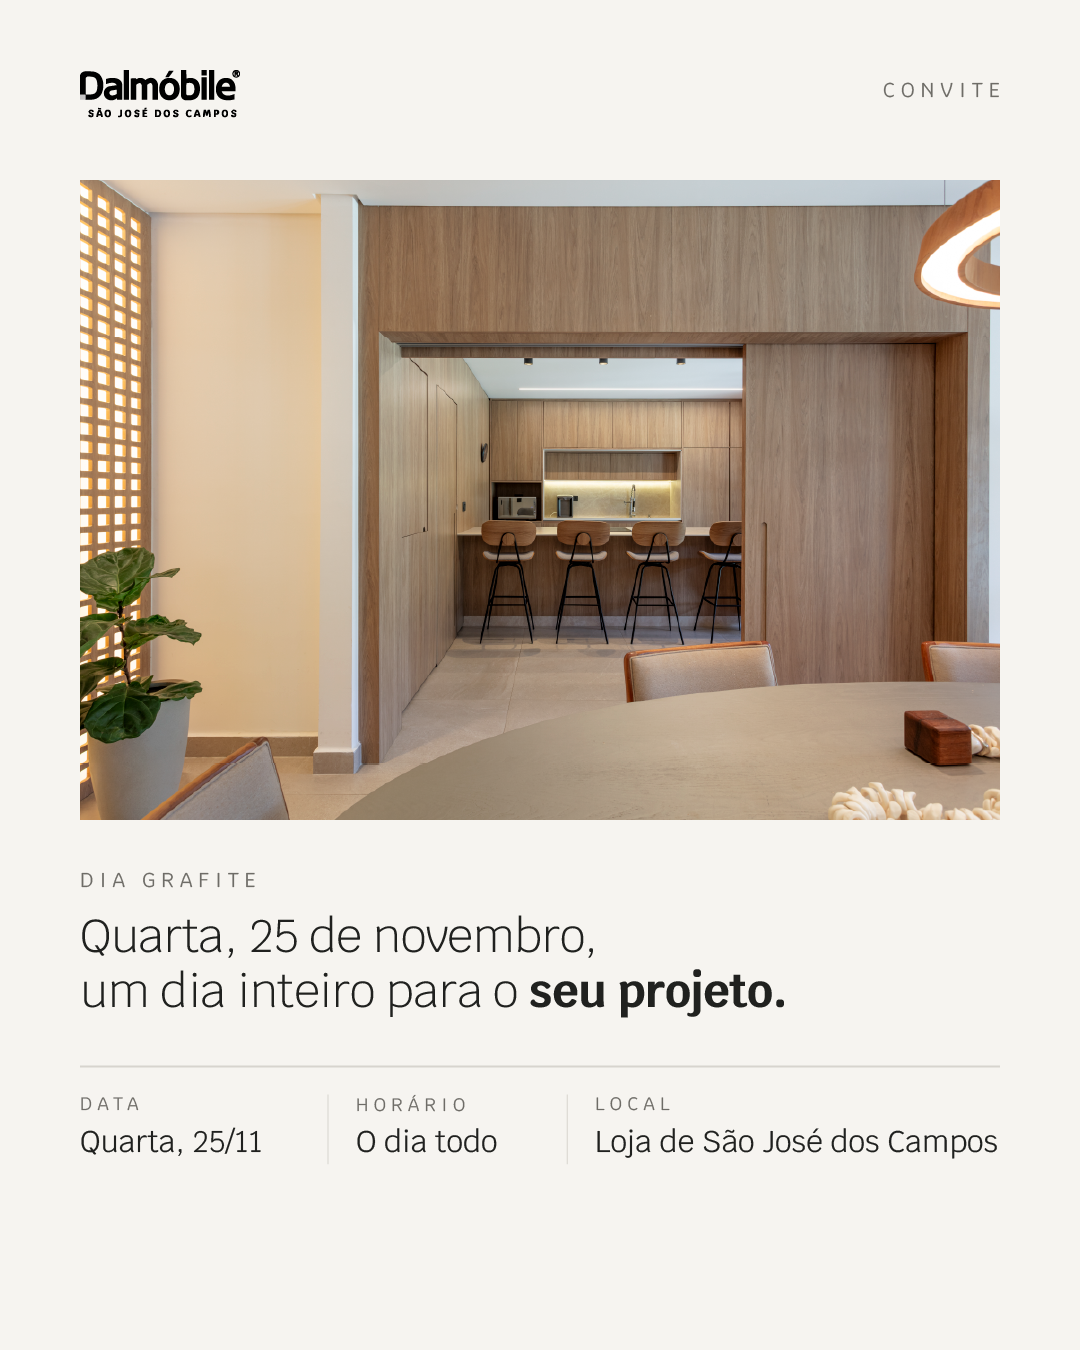 Dalmóbile®
SÃO JOSÉ DOS CAMPOS
CONVITE
DIA GRAFITE
Quarta, 25 de novembro,
um dia inteiro para o seu projeto.
DATA
Quarta, 25/11
HORÁRIO
O dia todo
LOCAL
Loja de São José dos Campos